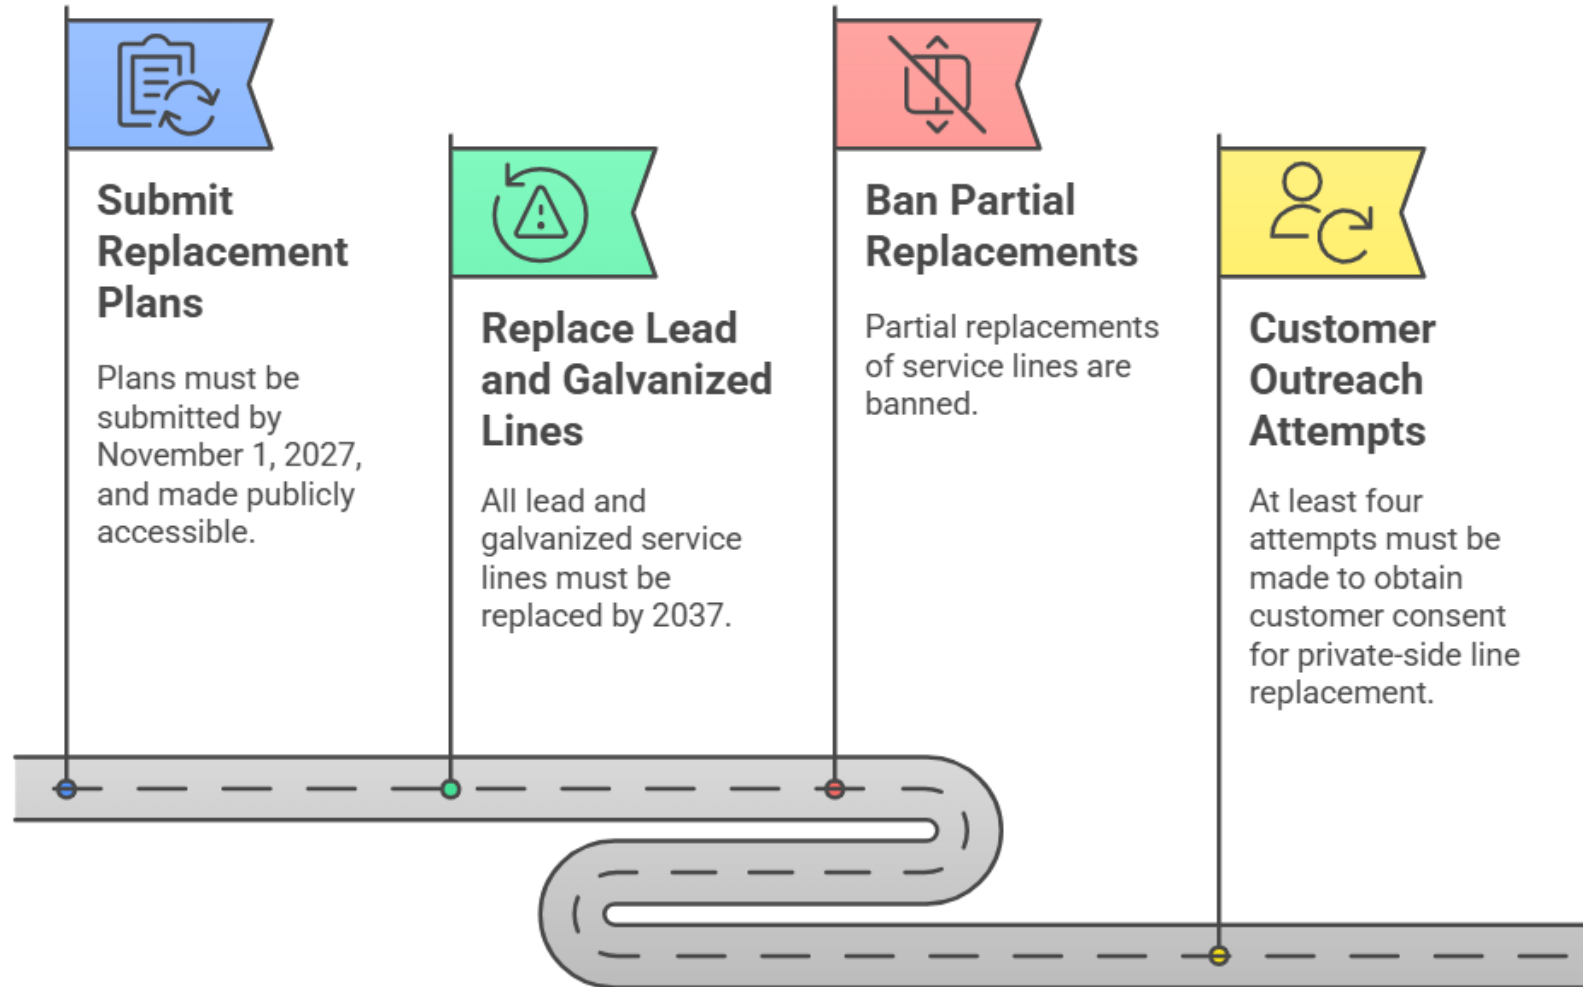 Submit
Replacement
Plans
Plans must be
submitted by
November 1, 2027,
and made publicly
accessible.
Replace Lead
and Galvanized
Lines
All lead and
galvanized service
lines must be
replaced by 2037.
Ban Partial
Replacements
Partial replacements
of service lines are
banned.
Customer
Outreach
Attempts
At least four
attempts must be
made to obtain
customer consent
for private-side line
replacement.